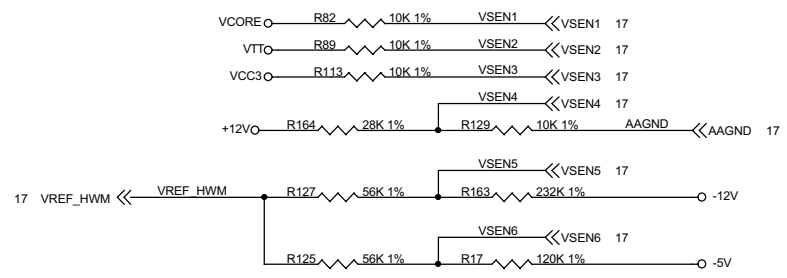 VCORE R82 10K 1% VSEN1 VSEN1 17
VTT R89 10K 1% VSEN2 VSEN2 17
VCC3 R113 10K 1% VSEN3 VSEN3 17
VSEN4 VSEN4 17
+12V R164 28K 1% R129 10K 1% AAGND AAGND 17
VSEN5 VSEN5 17
17 VREF_HWM VREF_HWM R127 56K 1% R163 232K 1% -12V
VSEN6 VSEN6 17
R125 56K 1% R17 120K 1% -5V